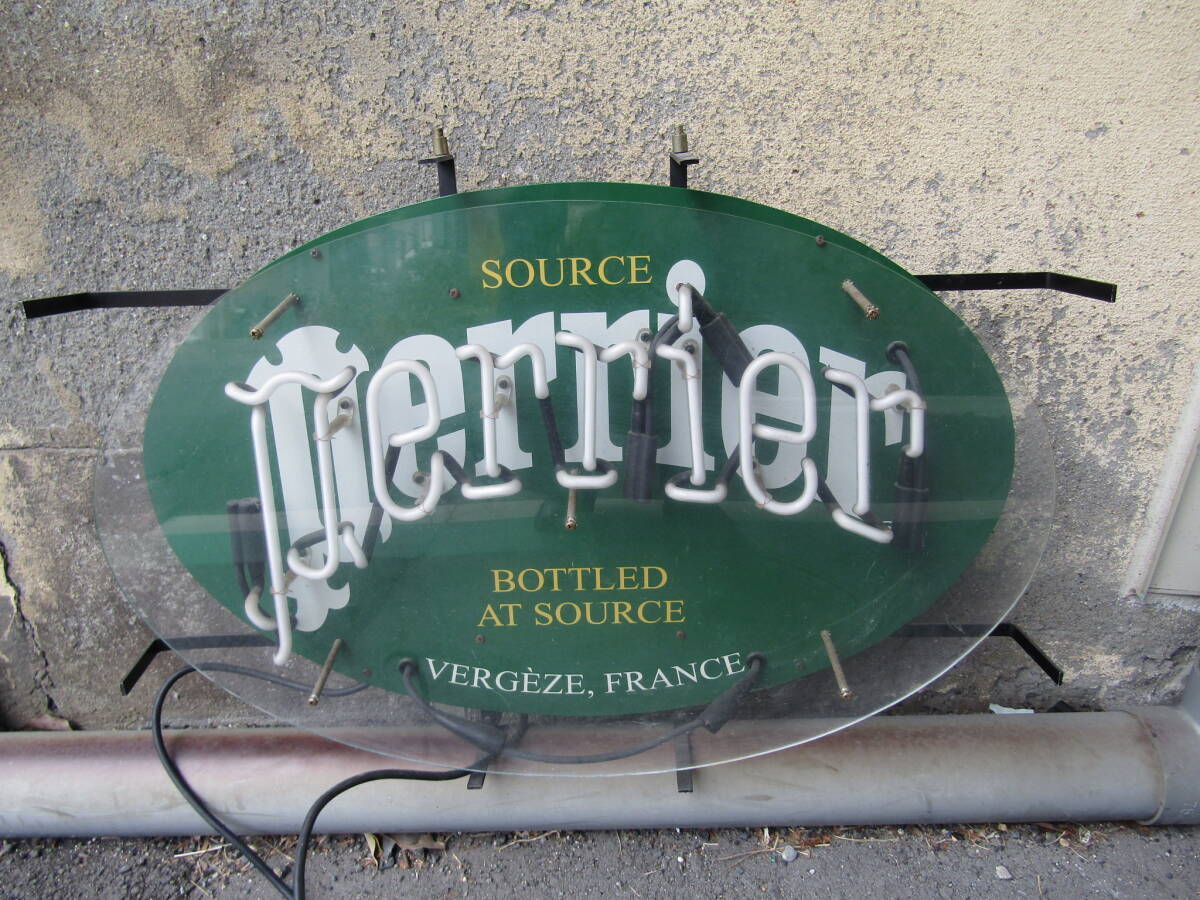 SOURCE
Perrier
BOTTLED
AT SOURCE
VERGÈZE, FRANCE